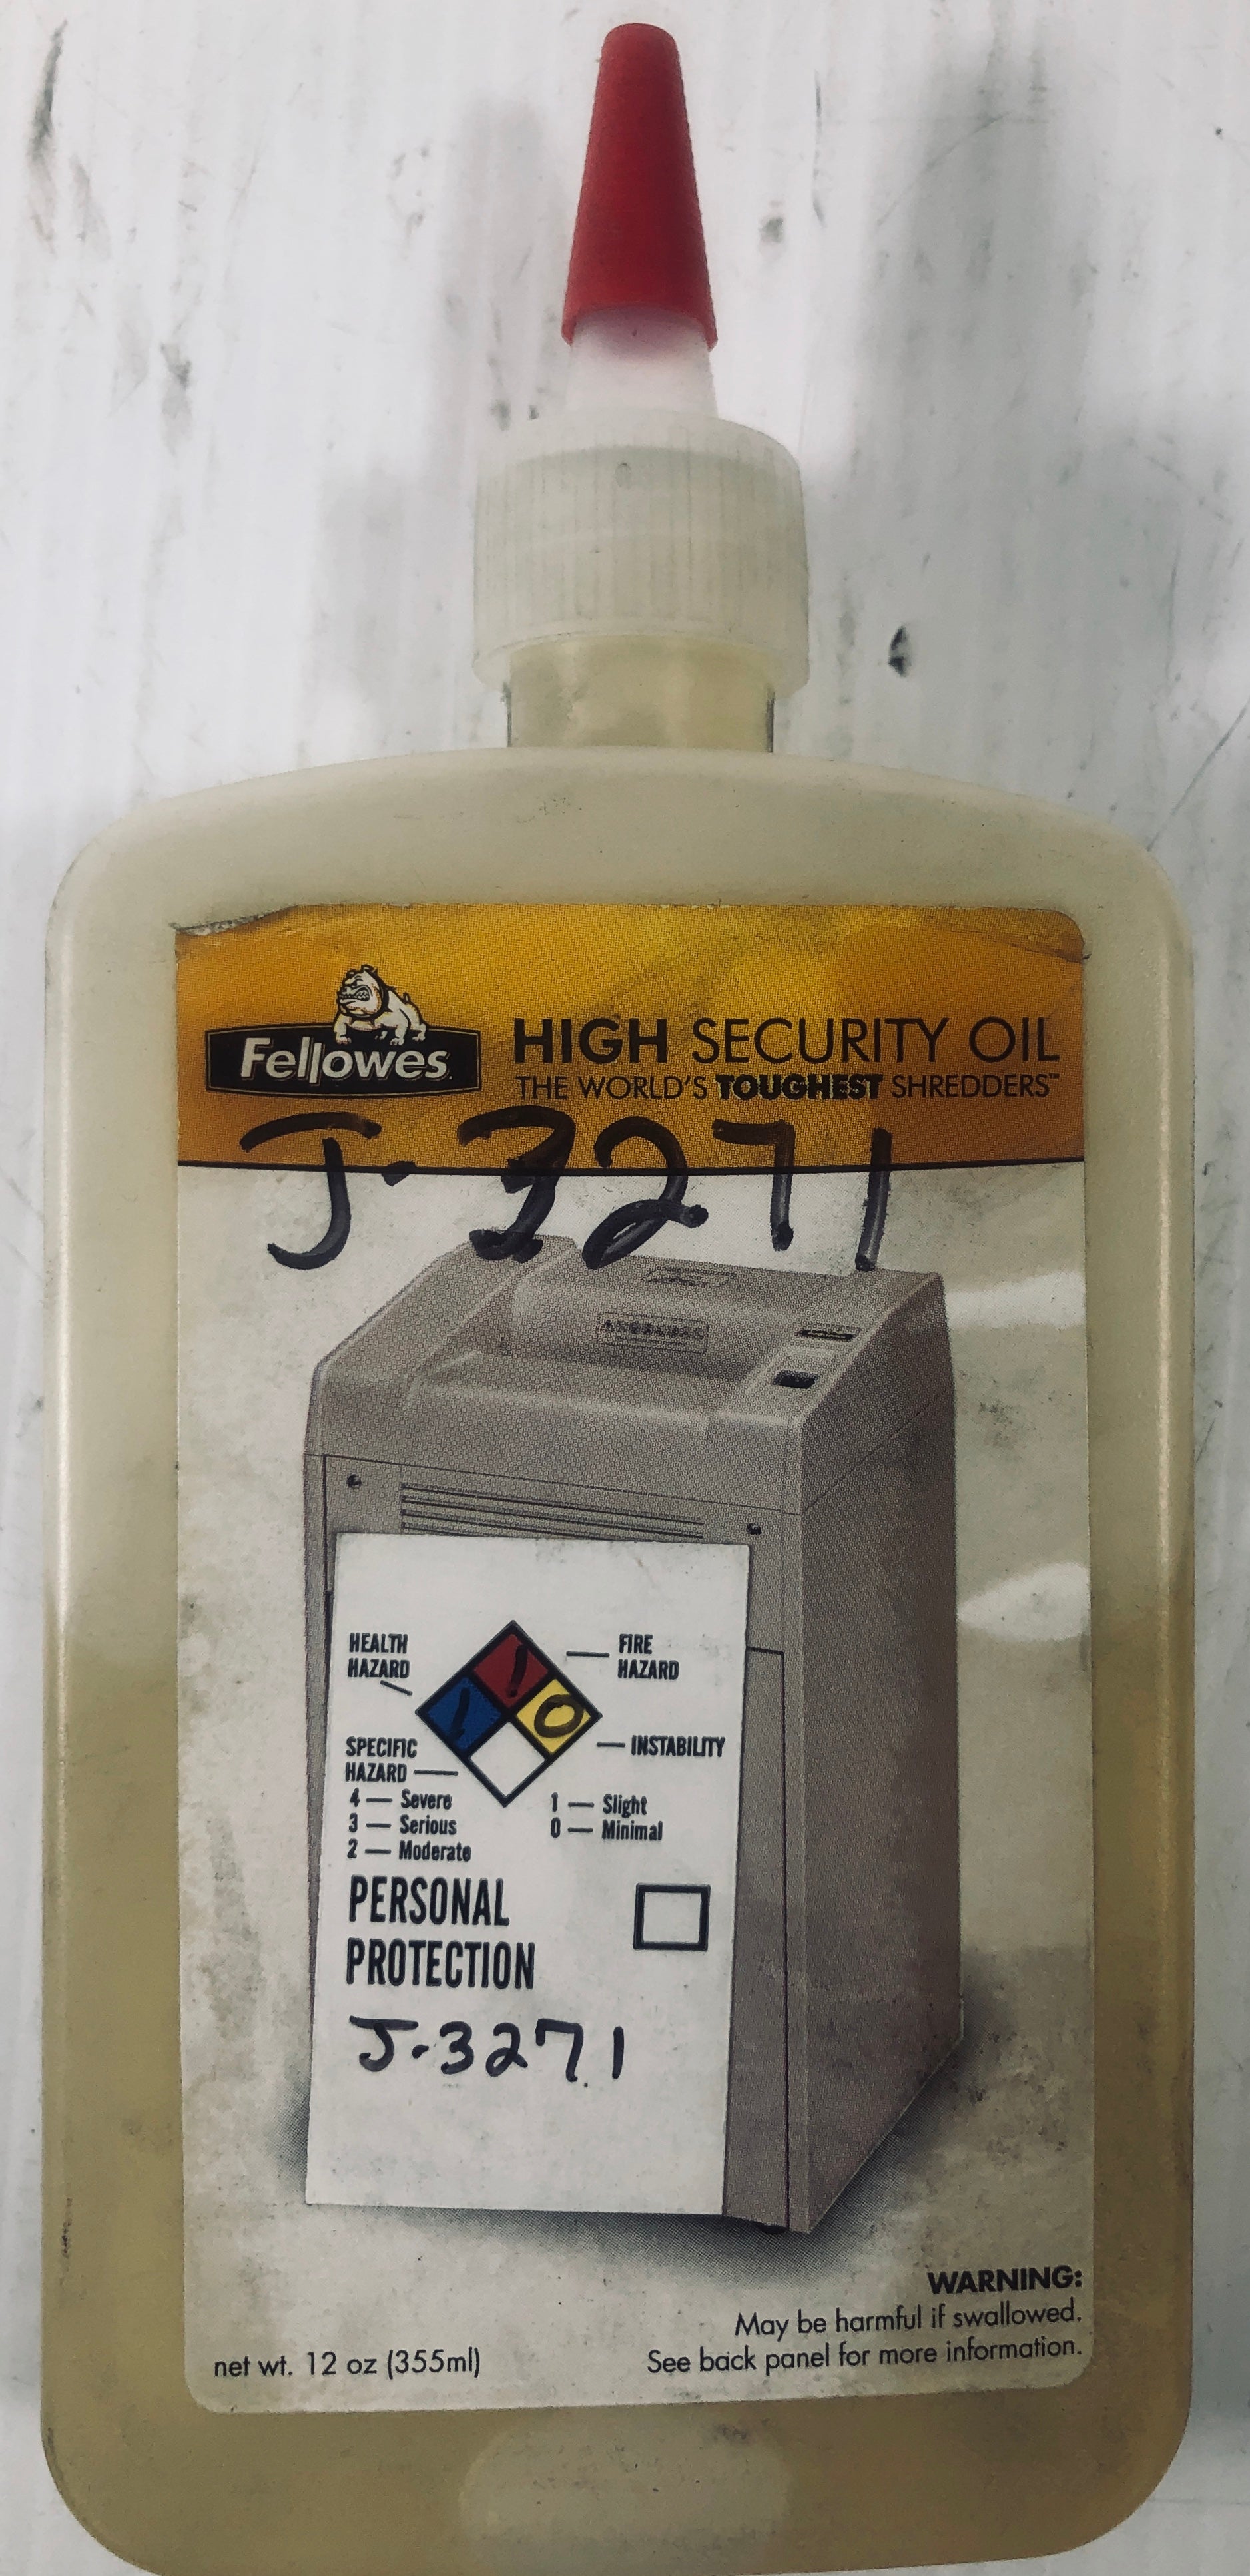 Fellowes
HIGH SECURITY OIL
THE WORLD'S TOUGHEST SHREDDERS™
J-3271
HEALTH
HAZARD
FIRE
HAZARD
1
1
0
SPECIFIC
HAZARD
INSTABILITY
4 — Severe
3 — Serious
2 — Moderate
1 — Slight
0 — Minimal
PERSONAL
PROTECTION
J-3271
WARNING:
May be harmful if swallowed.
See back panel for more information.
net wt. 12 oz (355ml)